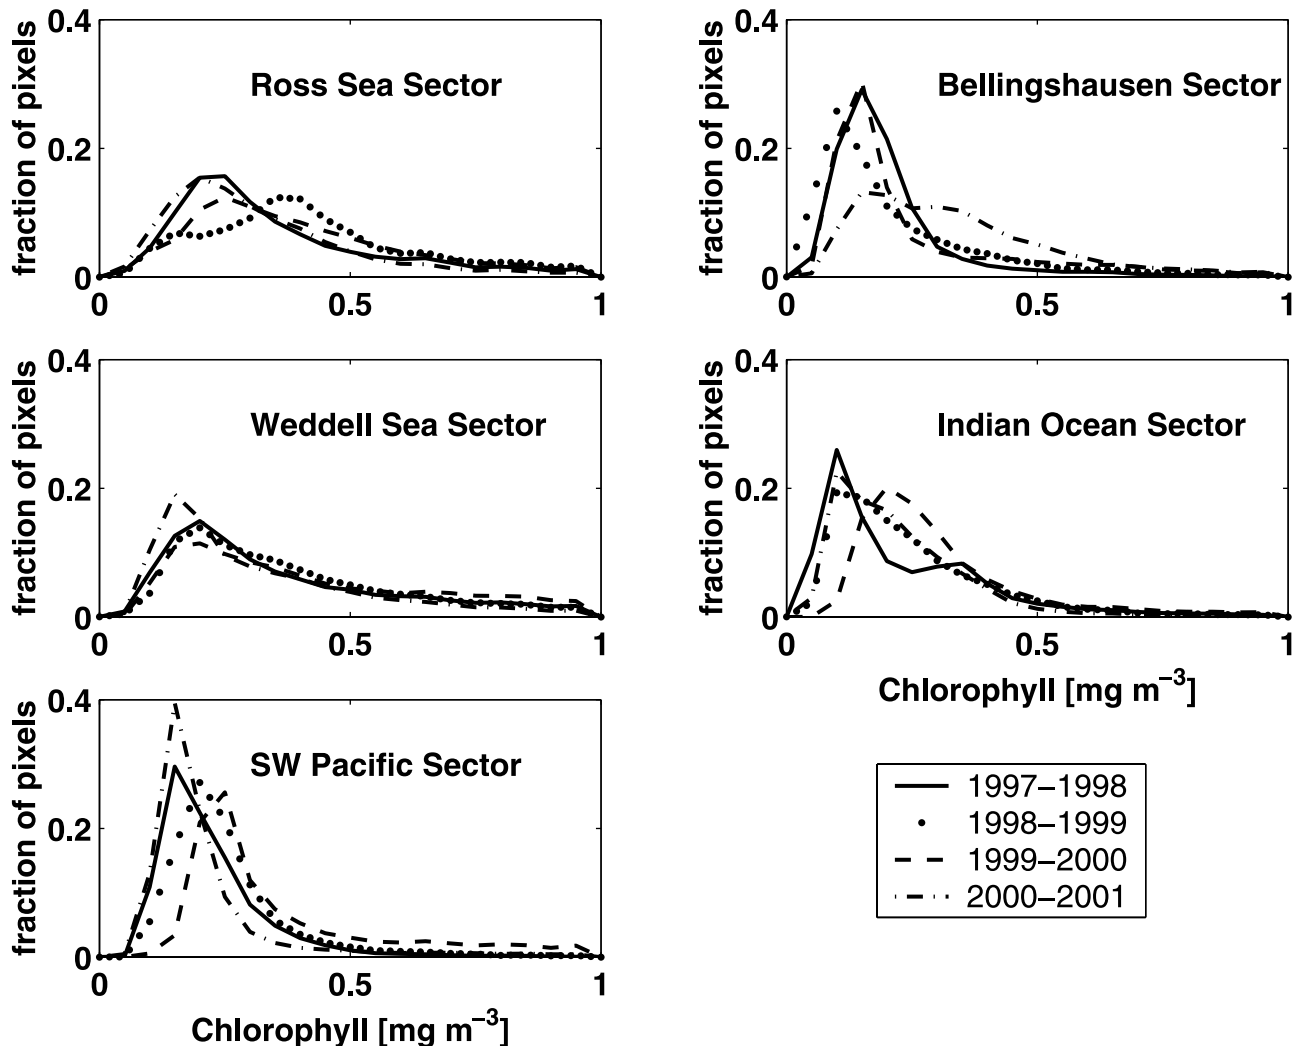 Ross Sea Sector
fraction of pixels
0.4
0.2
0
0
0.5
1
Bellingshausen Sector
fraction of pixels
0.4
0.2
0
0
0.5
1
Weddell Sea Sector
fraction of pixels
0.4
0.2
0
0
0.5
1
Indian Ocean Sector
fraction of pixels
0.4
0.2
0
0
0.5
1
Chlorophyll [mg m−3]
SW Pacific Sector
fraction of pixels
0.4
0.2
0
0
0.5
1
Chlorophyll [mg m−3]
1997−1998
1998−1999
1999−2000
2000−2001